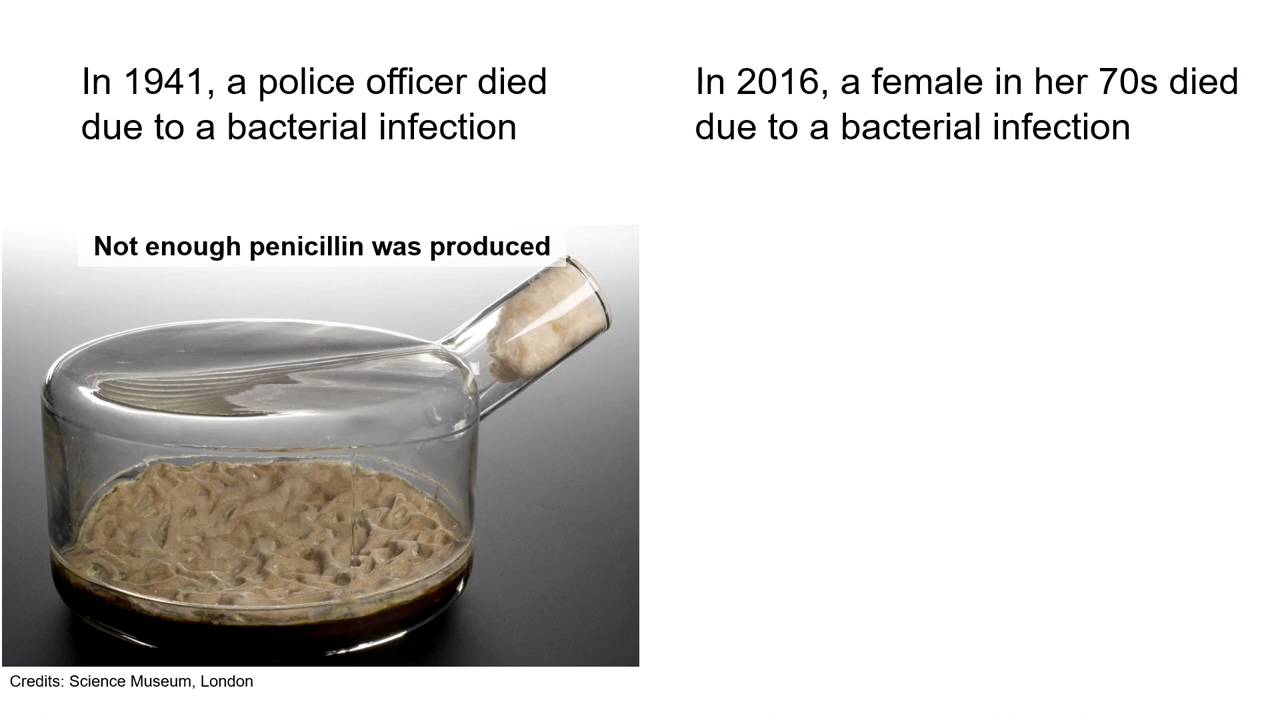 In 1941, a police officer died
due to a bacterial infection
In 2016, a female in her 70s died
due to a bacterial infection
Not enough penicillin was produced
Credits: Science Museum, London